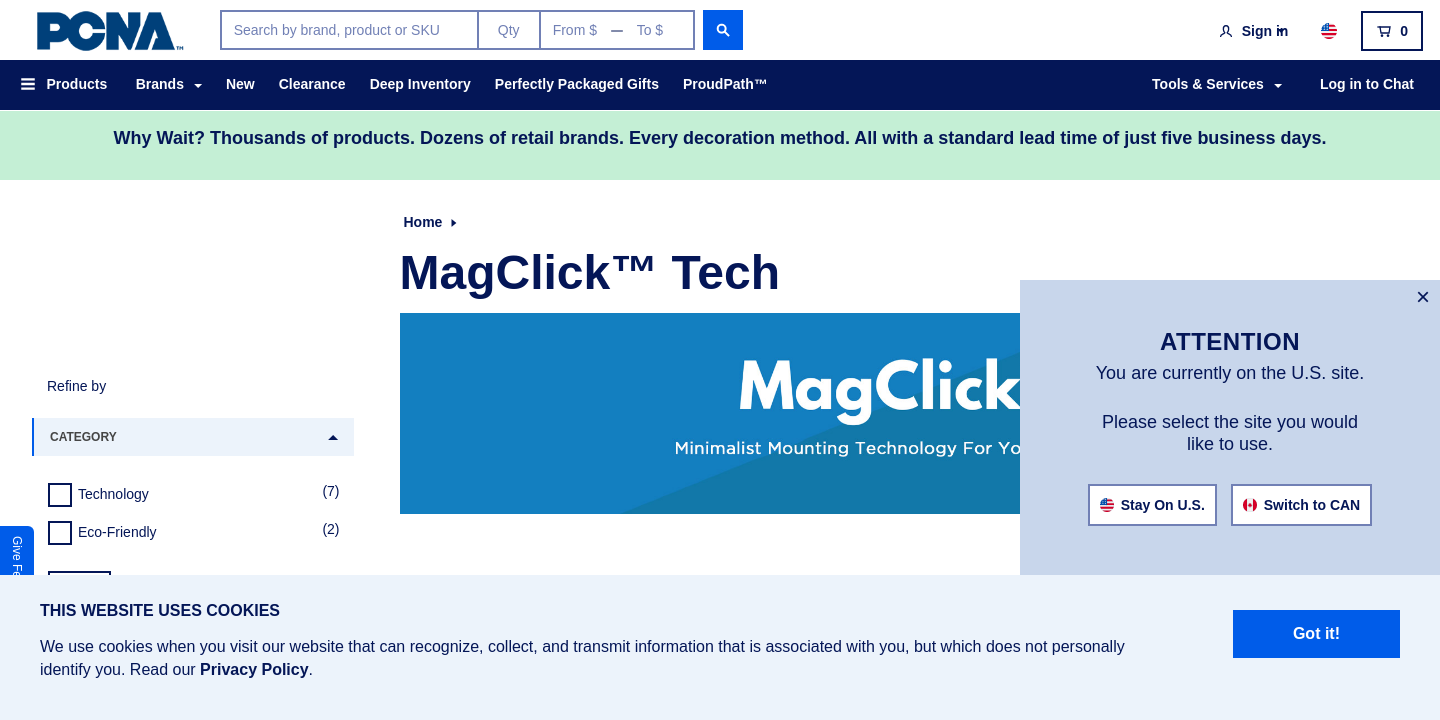 PCNA™
Search by brand, product or SKU
Qty
From $ — To $
Sign in
0
Products
Brands
New
Clearance
Deep Inventory
Perfectly Packaged Gifts
ProudPath™
Tools & Services
Log in to Chat
Why Wait? Thousands of products. Dozens of retail brands. Every decoration method. All with a standard lead time of just five business days.
Home
MagClick™ Tech
MagClick
Minimalist Mounting Technology For Yo
Refine by
CATEGORY
Technology (7)
Eco-Friendly (2)
Give Fe
×
ATTENTION
You are currently on the U.S. site.
Please select the site you would
like to use.
Stay On U.S.
Switch to CAN
THIS WEBSITE USES COOKIES
We use cookies when you visit our website that can recognize, collect, and transmit information that is associated with you, but which does not personally
identify you. Read our Privacy Policy.
Got it!